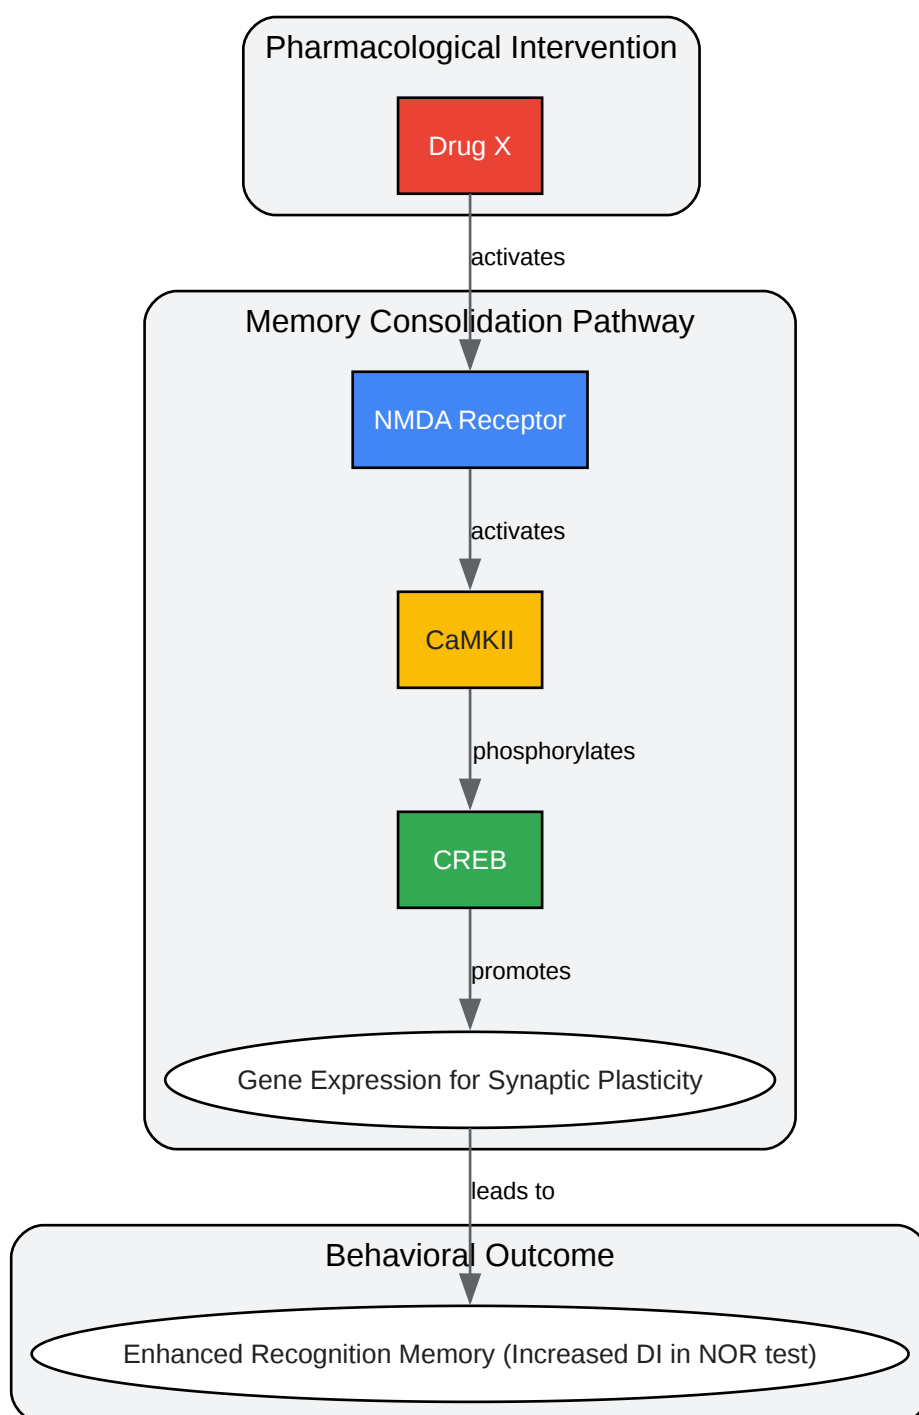 Pharmacological Intervention
Drug X
activates
Memory Consolidation Pathway
NMDA Receptor
activates
CaMKII
phosphorylates
CREB
promotes
Gene Expression for Synaptic Plasticity
leads to
Behavioral Outcome
Enhanced Recognition Memory (Increased DI in NOR test)